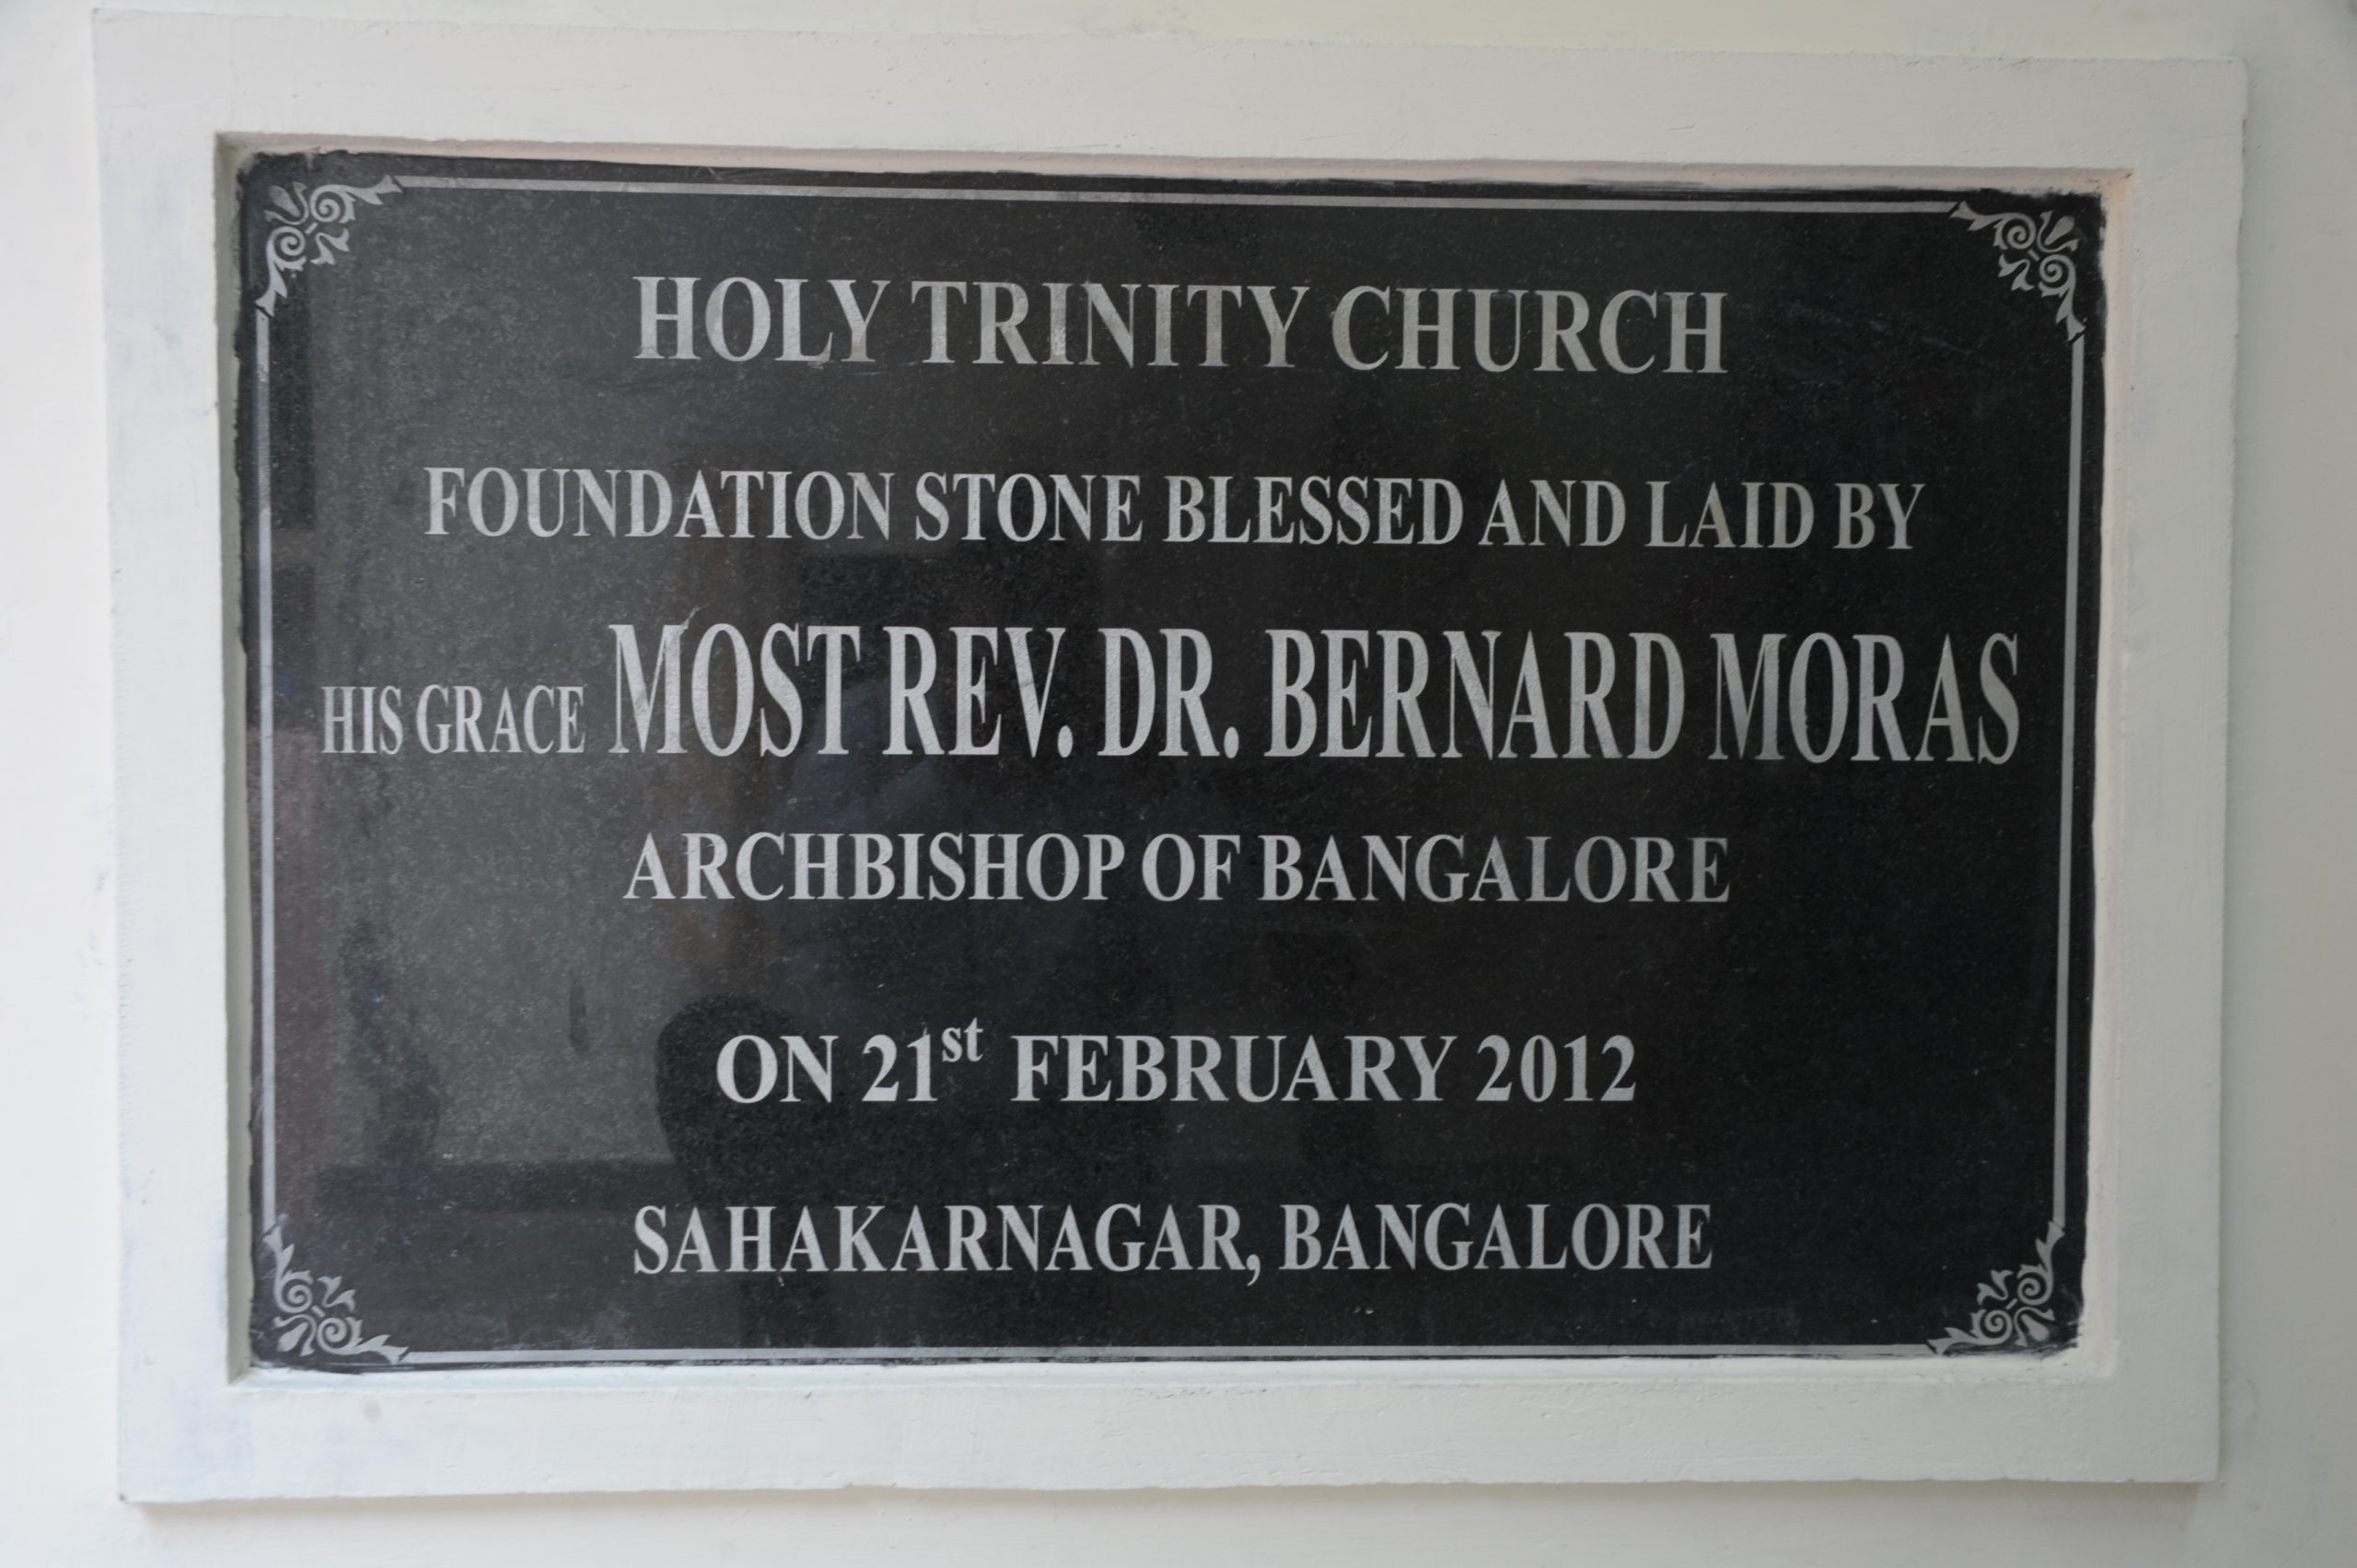 HOLY TRINITY CHURCH
FOUNDATION STONE BLESSED AND LAID BY
HIS GRACE MOST REV. DR. BERNARD MORAS
ARCHBISHOP OF BANGALORE
ON 21st FEBRUARY 2012
SAHAKARNAGAR, BANGALORE